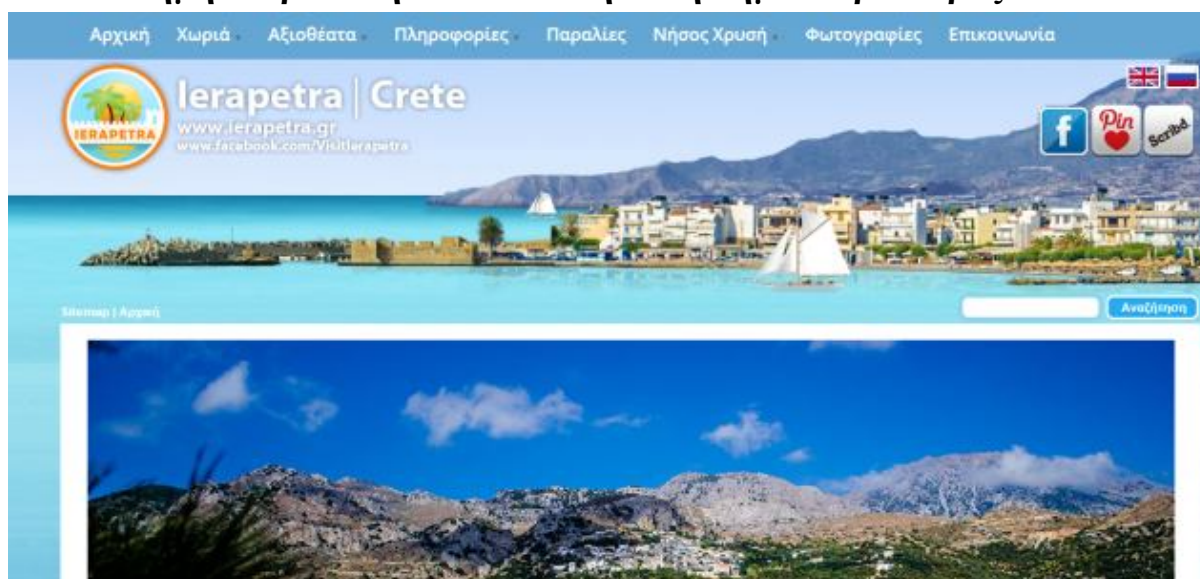 Αρχική Χωριά Αξιοθέατα Πληροφορίες Παραλίες Νήσος Χρυσή Φωτογραφίες Επικοινωνία
Ierapetra | Crete
www.ierapetra.gr
www.facebook.com/VisitIerapetra
IERAPETRA
f Pin Scribd
Sitemap | Αρχική
Αναζήτηση